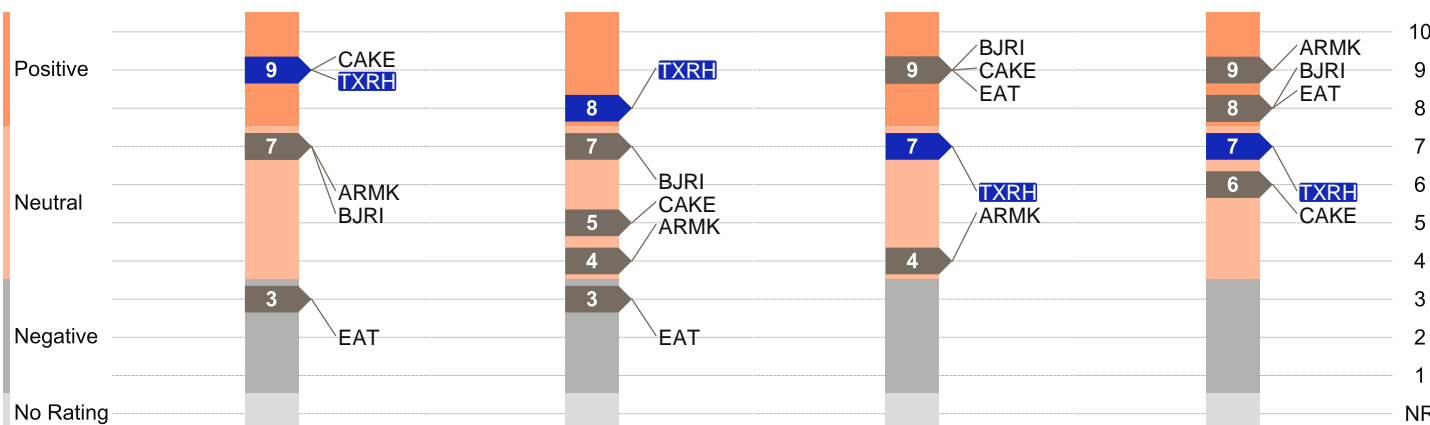 10
Positive
9
CAKE
TXRH
TXRH
9
BJRI
CAKE
EAT
9
ARMK
BJRI
EAT
9
8
8
8
7
ARMK
BJRI
7
BJRI
7
TXRH
7
TXRH
7
Neutral
6
CAKE
6
5
CAKE
5
4
ARMK
4
ARMK
4
3
EAT
3
EAT
3
Negative
2
1
No Rating
NR